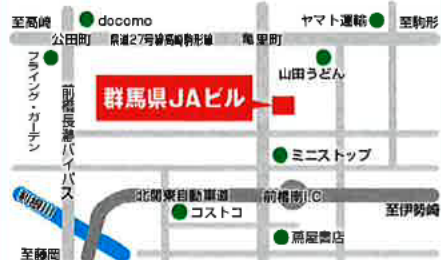 至高崎
docomo
ヤマト運輸
至駒形
公田町
県道27号線高崎駒形線
亀里町
フライング・ガーデン
前橋長瀞バイパス
山田うどん
群馬県JAビル
ミニストップ
利根川
北関東自動車道
前橋南I.C
コストコ
至伊勢崎
蔦屋書店
至藤岡